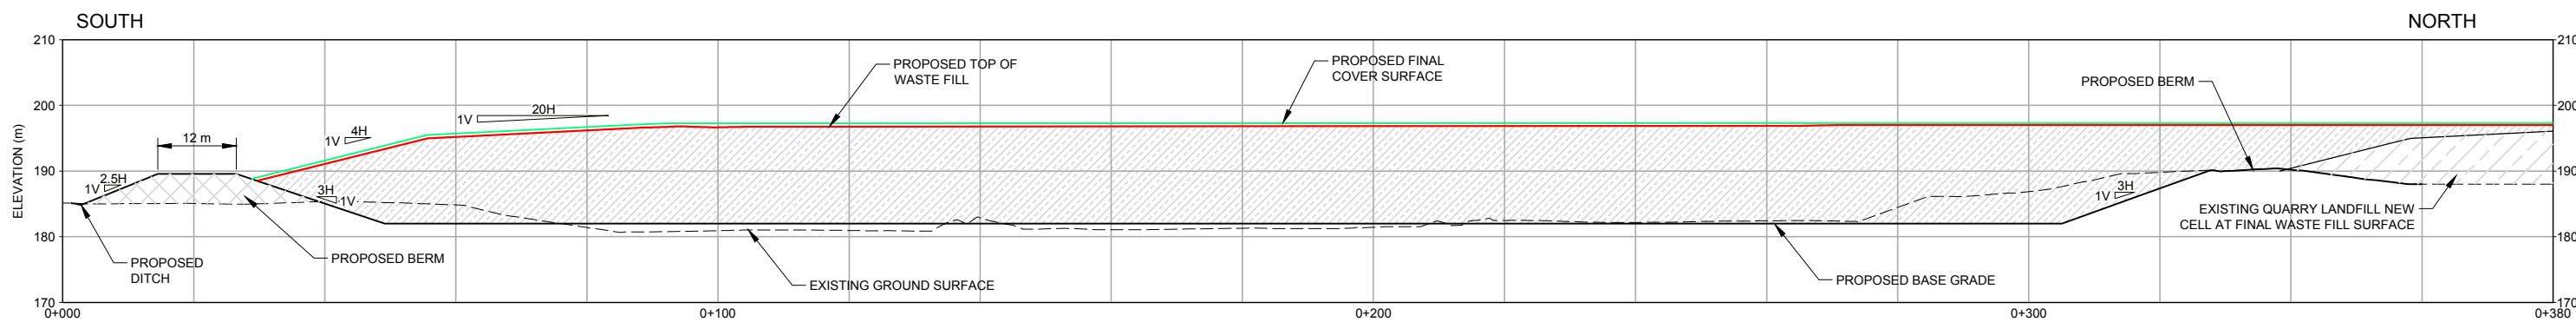 SOUTH
NORTH
210
210
PROPOSED TOP OF
WASTE FILL
PROPOSED FINAL
COVER SURFACE
PROPOSED BERM
200
200
20H
1V
4H
1V
12 m
ELEVATION (m)
190
190
2.5H
1V
3H
1V
3H
1V
EXISTING QUARRY LANDFILL NEW
CELL AT FINAL WASTE FILL SURFACE
180
180
PROPOSED
DITCH
PROPOSED BERM
EXISTING GROUND SURFACE
PROPOSED BASE GRADE
170
170
0+000
0+100
0+200
0+300
0+380